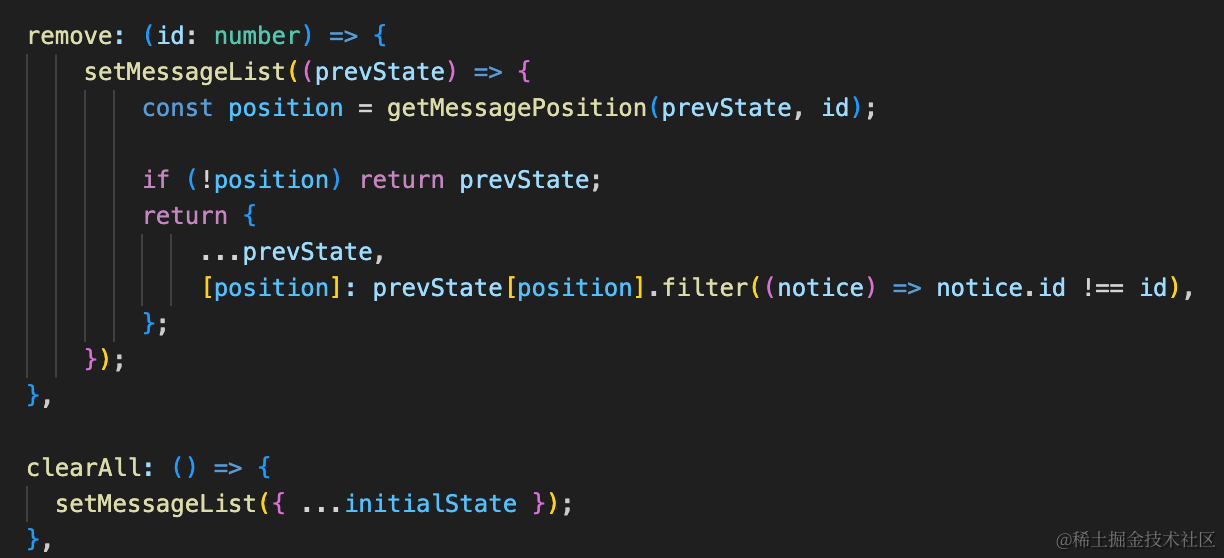 remove: (id: number) => {
    setMessageList((prevState) => {
        const position = getMessagePosition(prevState, id);

        if (!position) return prevState;
        return {
            ...prevState,
            [position]: prevState[position].filter((notice) => notice.id !== id),
        };
    });
},

clearAll: () => {
  setMessageList({ ...initialState });
},
@稀土掘金技术社区